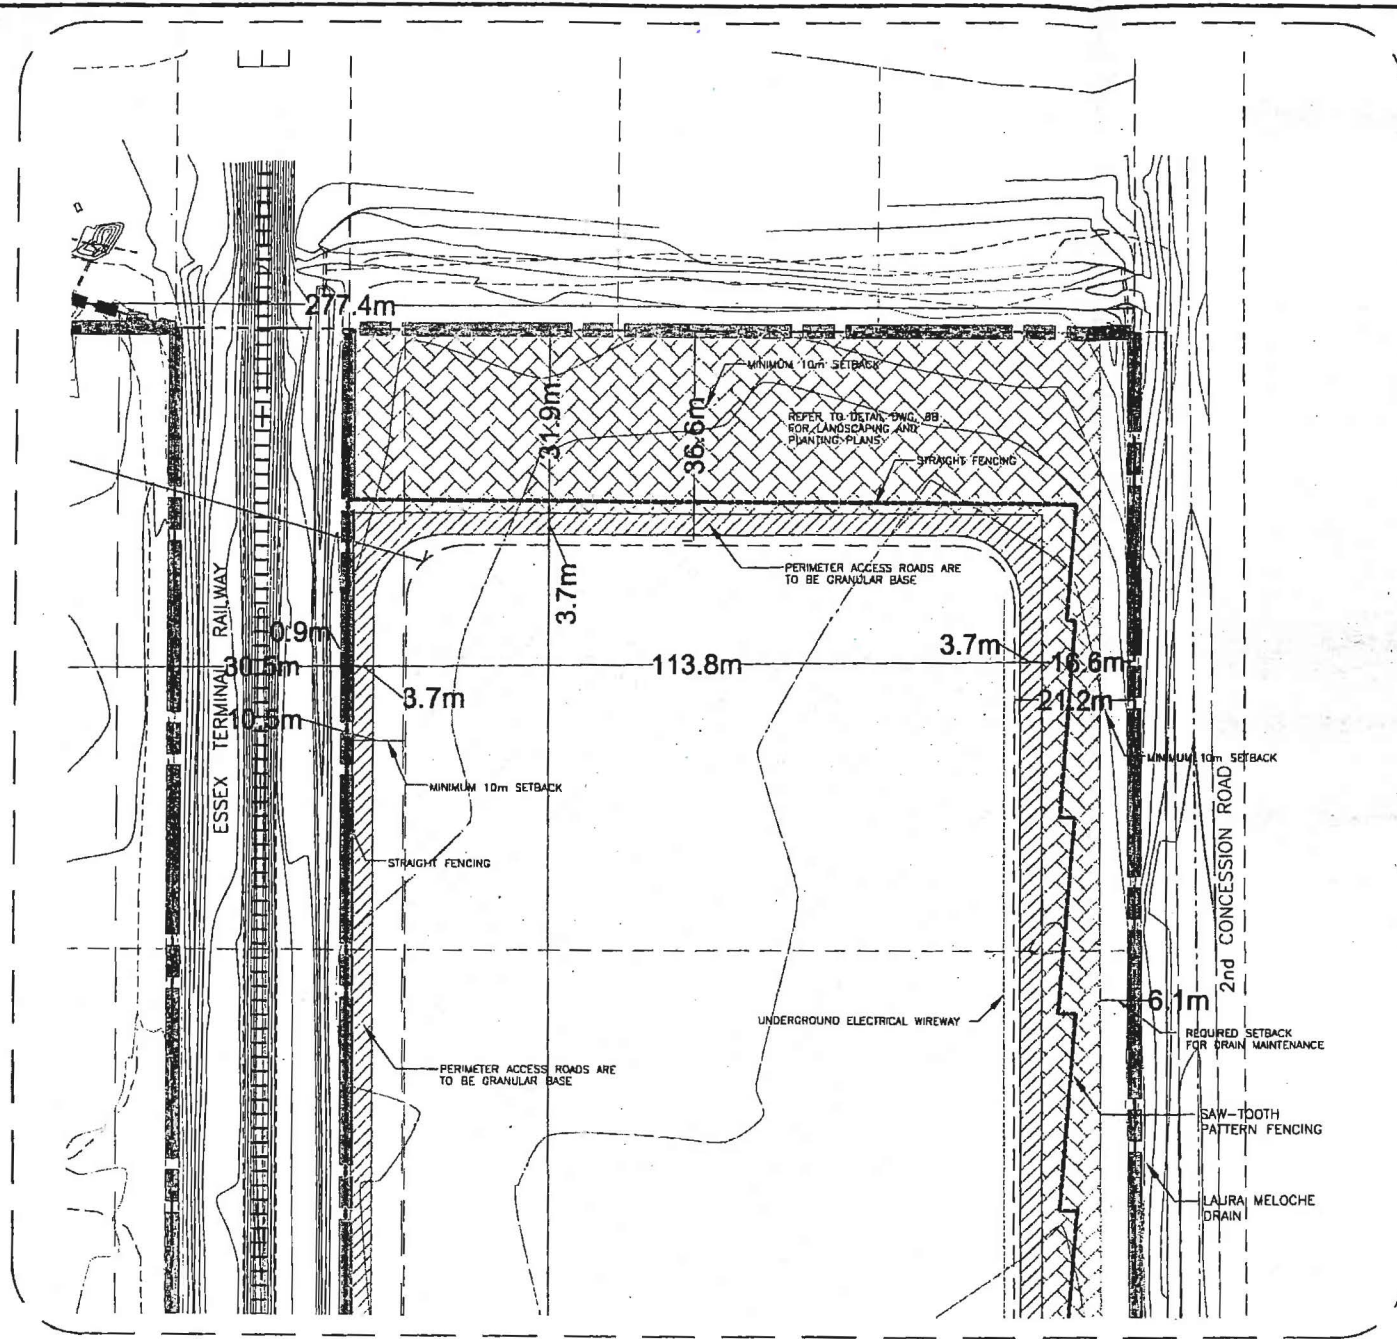 277.4m
MINIMUM 10m SETBACK
31.9m
36.6m
REFER TO DETAIL DWG. 8B
FOR LANDSCAPING AND
PLANTING PLANS
STRAIGHT FENCING
PERIMETER ACCESS ROADS ARE
TO BE GRANULAR BASE
3.7m
ESSEX TERMINAL RAILWAY
0.9m
30.5m
3.7m
10.5m
113.8m
3.7m
16.6m
21.2m
MINIMUM 10m SETBACK
MINIMUM 10m SETBACK
STRAIGHT FENCING
2nd CONCESSION ROAD
6.1m
UNDERGROUND ELECTRICAL WIREWAY
REQUIRED SETBACK
FOR DRAIN MAINTENANCE
PERIMETER ACCESS ROADS ARE
TO BE GRANULAR BASE
SAW-TOOTH
PATTERN FENCING
LAURA MELOCHE
DRAIN